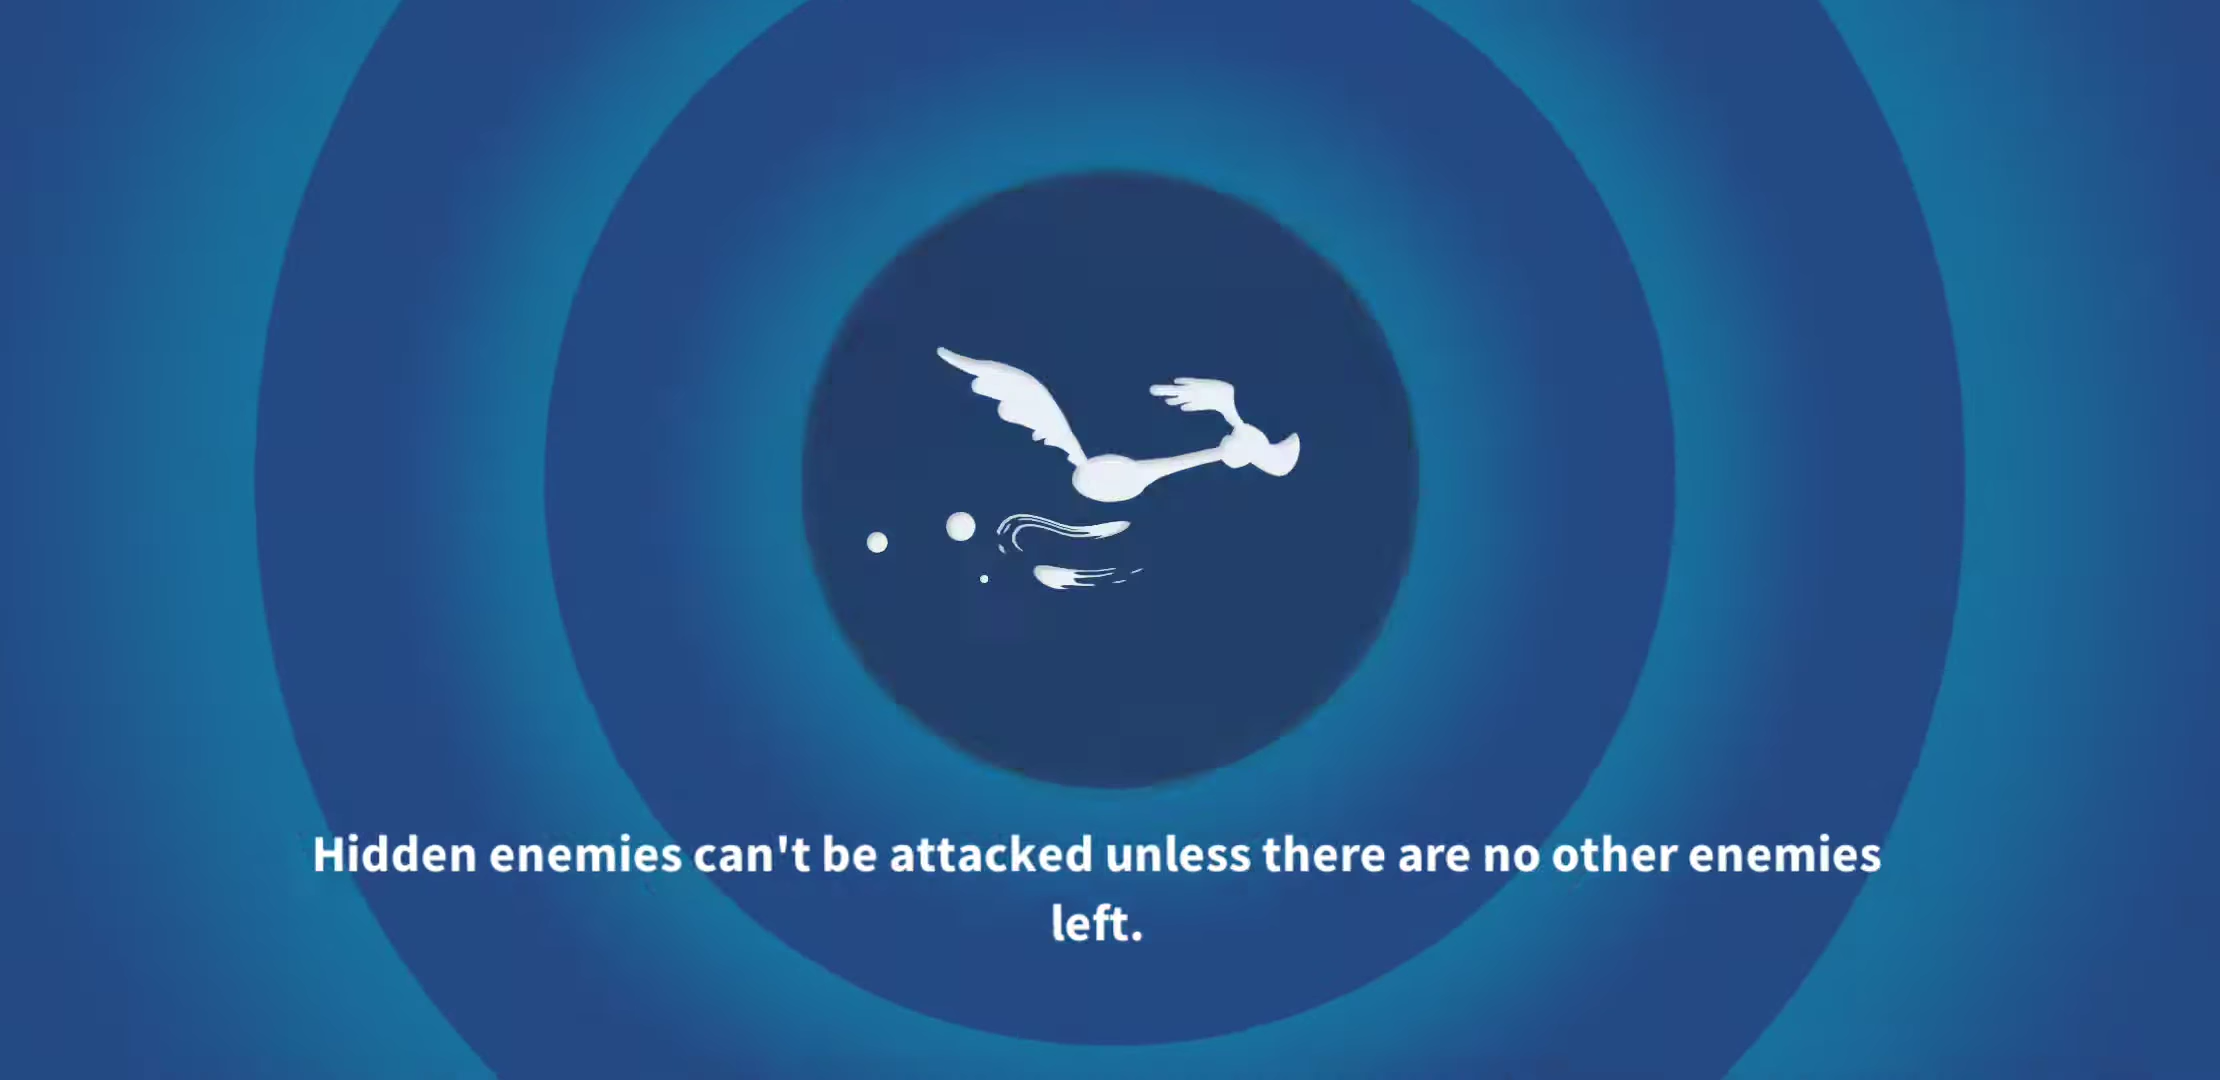 Hidden enemies can't be attacked unless there are no other enemies
left.